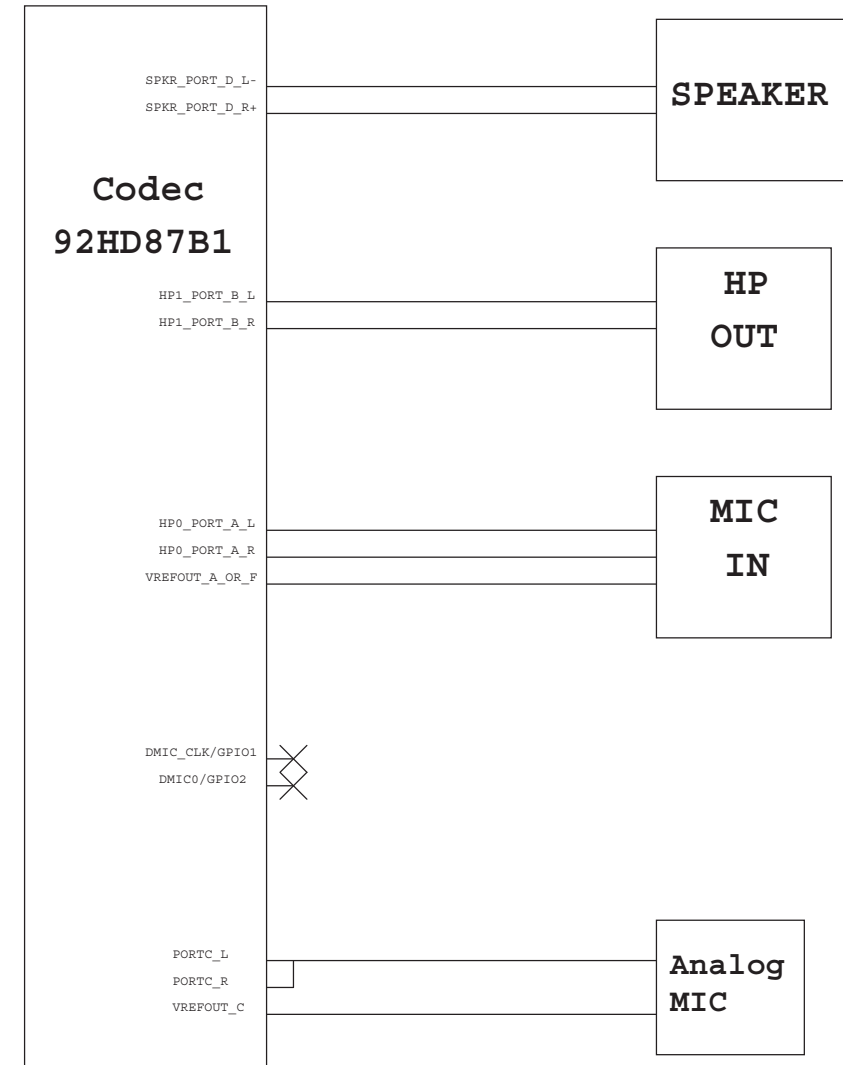 SPKR_PORT_D_L-
SPKR_PORT_D_R+
SPEAKER
Codec
92HD87B1
HP1_PORT_B_L
HP1_PORT_B_R
HP
OUT
HP0_PORT_A_L
HP0_PORT_A_R
VREFOUT_A_OR_F
MIC
IN
DMIC_CLK/GPIO1
DMIC0/GPIO2
PORTC_L
PORTC_R
VREFOUT_C
Analog
MIC